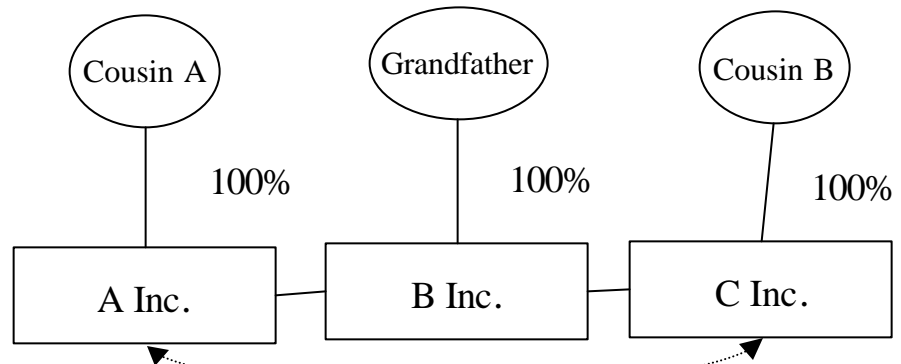 Cousin A
Grandfather
Cousin B
100%
100%
100%
A Inc.
B Inc.
C Inc.